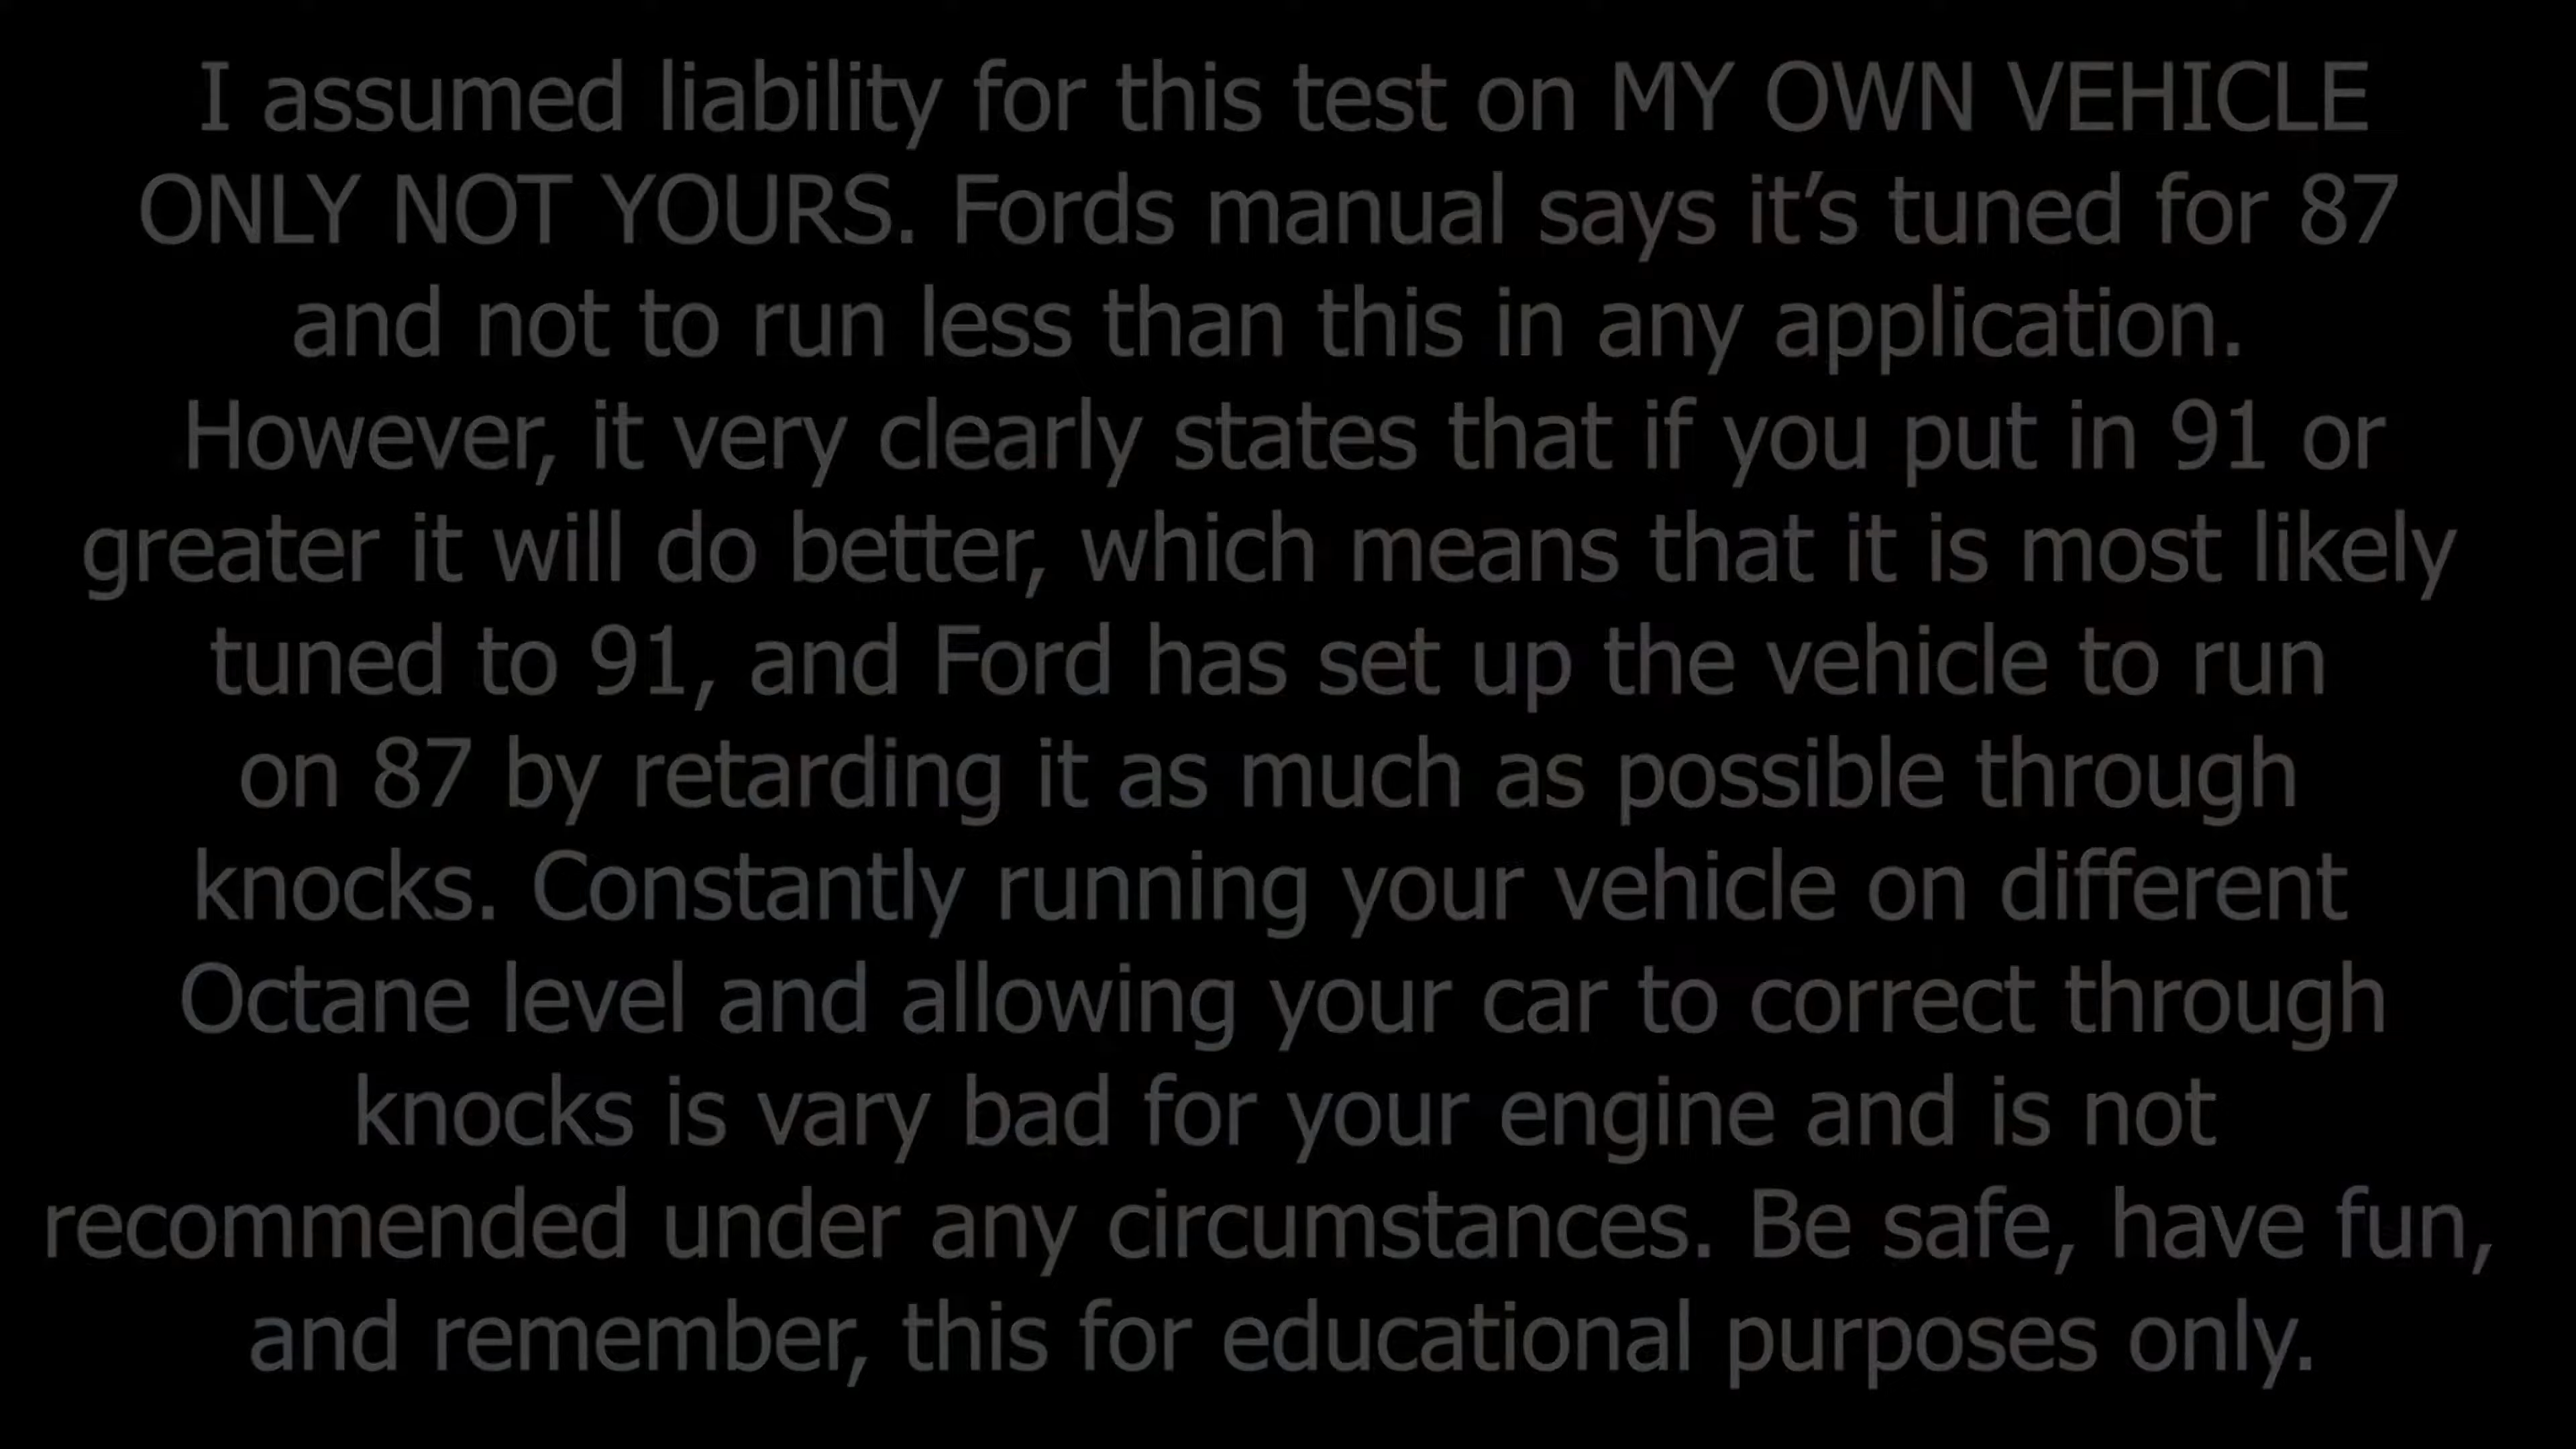 I assumed liability for this test on MY OWN VEHICLE
ONLY NOT YOURS. Fords manual says it’s tuned for 87
and not to run less than this in any application.
However, it very clearly states that if you put in 91 or
greater it will do better, which means that it is most likely
tuned to 91, and Ford has set up the vehicle to run
on 87 by retarding it as much as possible through
knocks. Constantly running your vehicle on different
Octane level and allowing your car to correct through
knocks is vary bad for your engine and is not
recommended under any circumstances. Be safe, have fun,
and remember, this for educational purposes only.